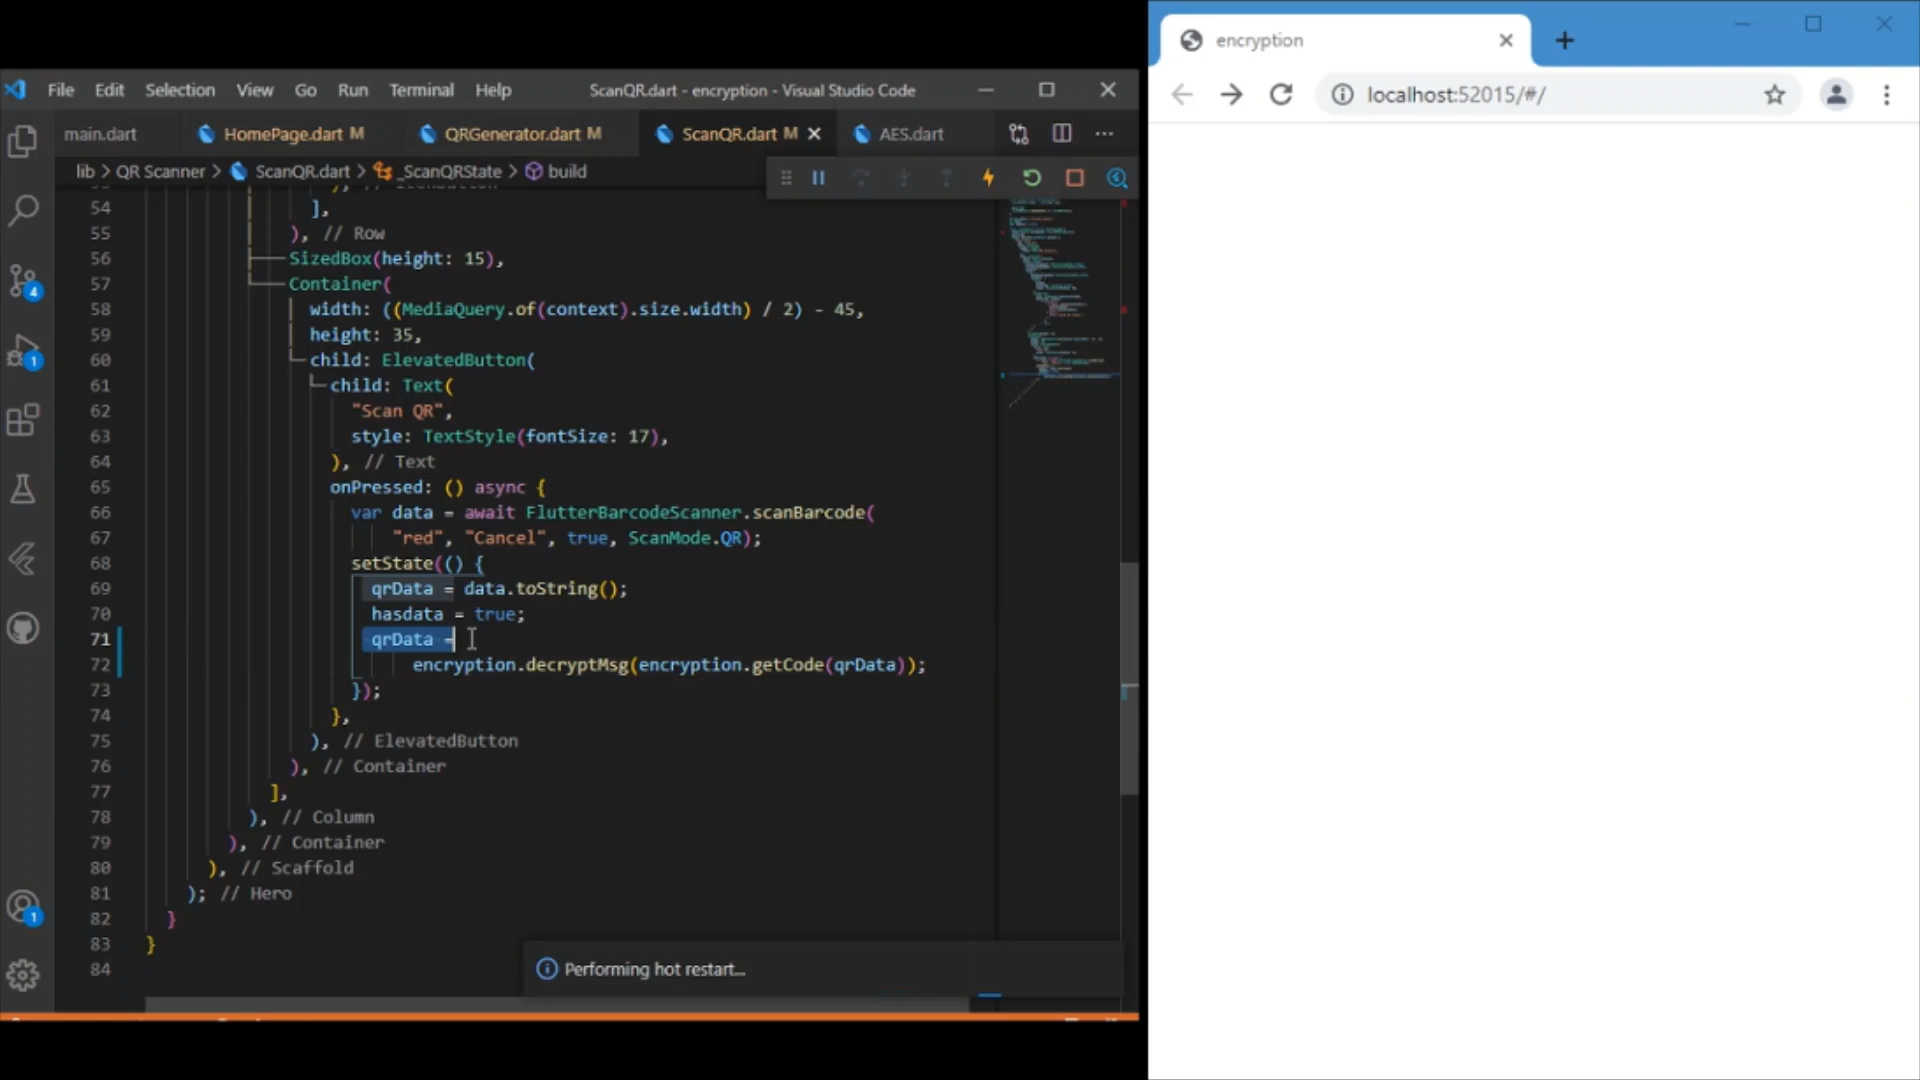 File Edit Selection View Go Run Terminal Help ScanQR.dart - encryption - Visual Studio Code
main.dart HomePage.dart M QRGenerator.dart M ScanQR.dart M AES.dart
lib > QR Scanner > ScanQR.dart > _ScanQRState > build
54 ],
55 ), // Row
56 SizedBox(height: 15),
57 Container(
58 width: ((MediaQuery.of(context).size.width) / 2) - 45,
59 height: 35,
60 child: ElevatedButton(
61 child: Text(
62 "Scan QR",
63 style: TextStyle(fontSize: 17),
64 ), // Text
65 onPressed: () async {
66 var data = await FlutterBarcodeScanner.scanBarcode(
67 "red", "Cancel", true, ScanMode.QR);
68 setState(() {
69 qrData = data.toString();
70 hasdata = true;
71 qrData =
72 encryption.decryptMsg(encryption.getCode(qrData));
73 });
74 },
75 ), // ElevatedButton
76 ), // Container
77 ],
78 ), // Column
79 ), // Container
80 ), // Scaffold
81 ); // Hero
82 }
83 }
84
4
1
1
Performing hot restart...
encryption
localhost:52015/#/